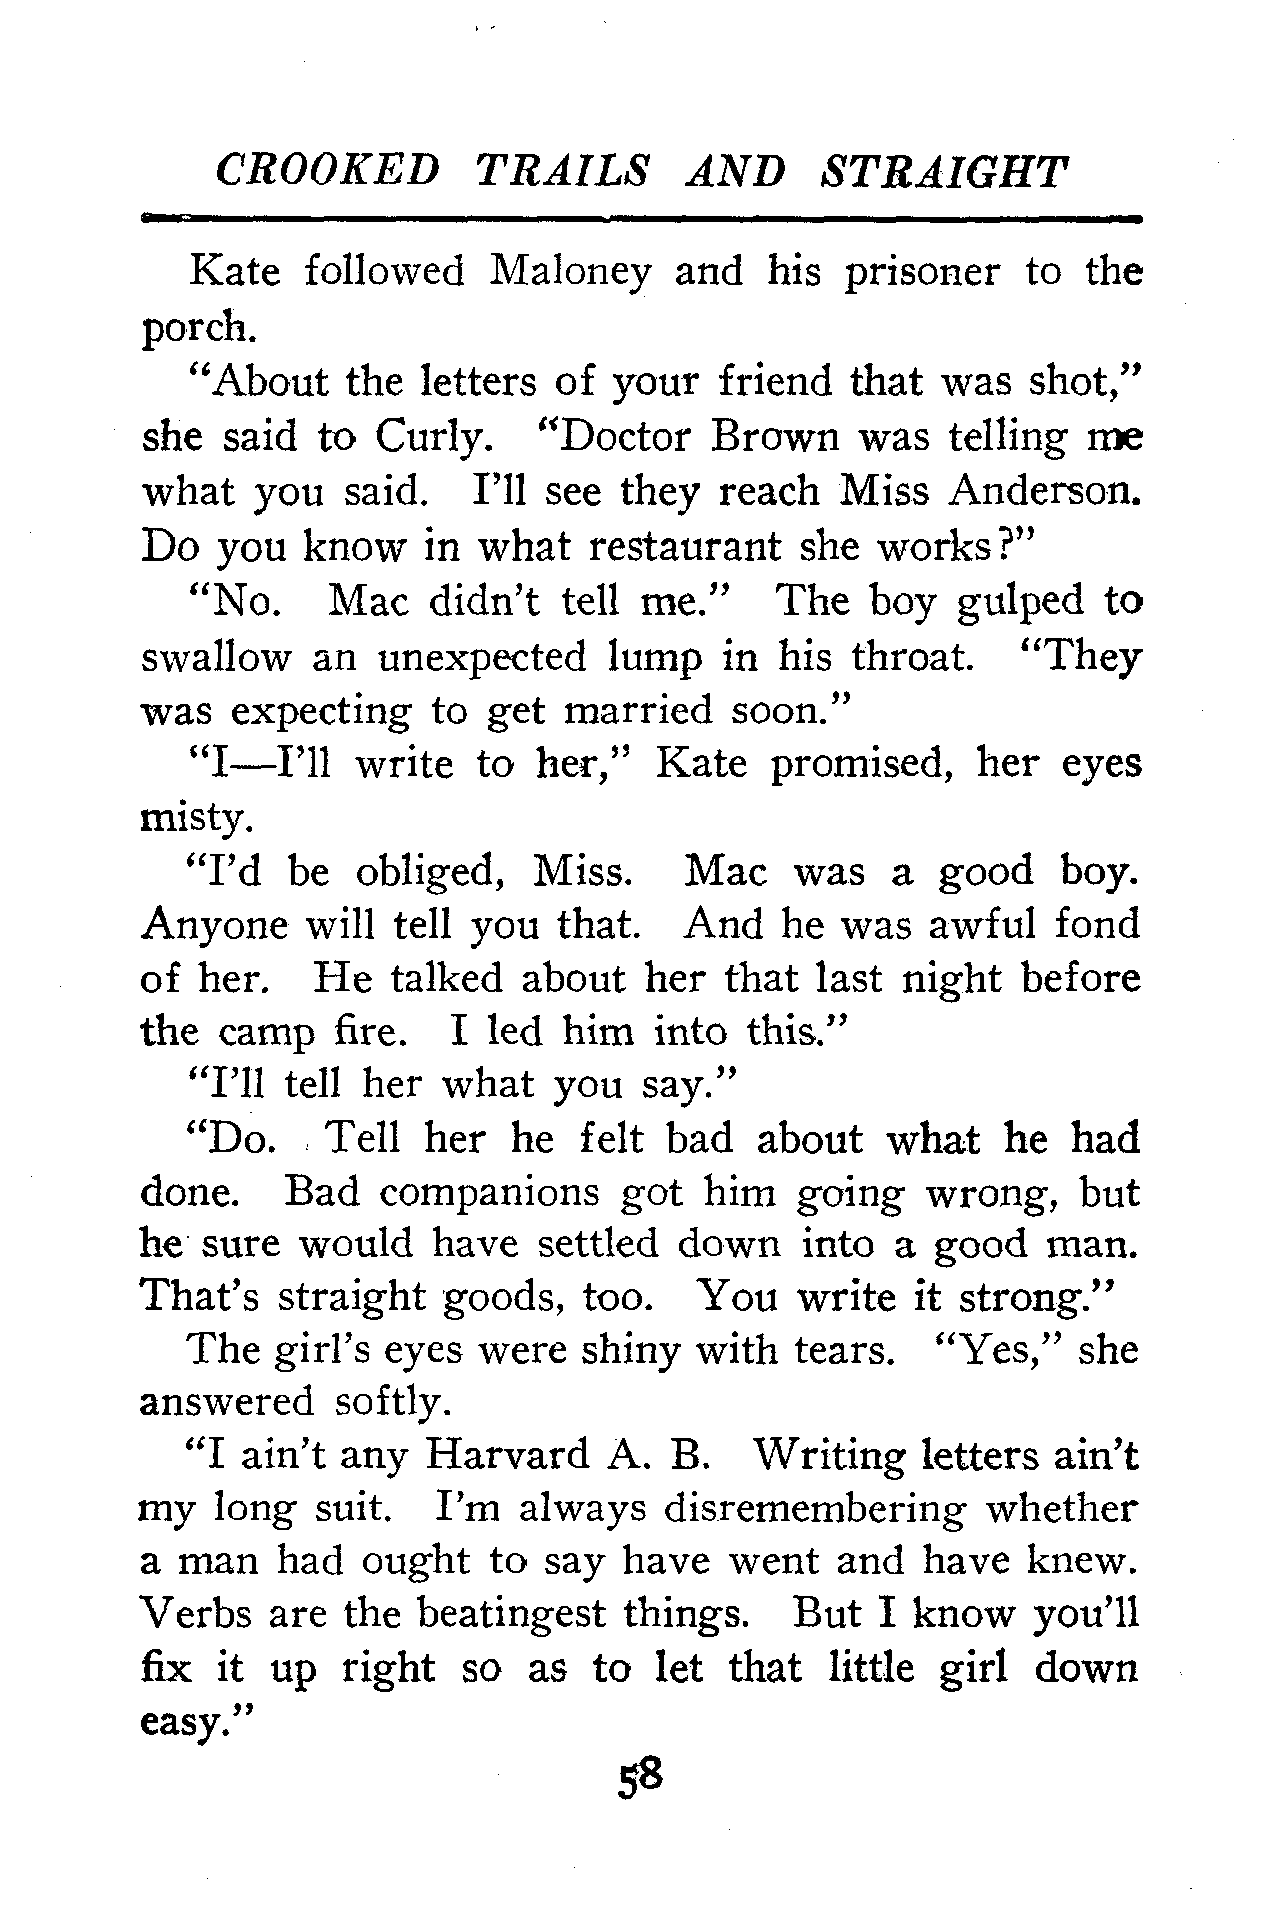 CROOKED TRAILS AND STRAIGHT
Kate followed Maloney and his prisoner to the
porch.
“About the letters of your friend that was shot,”
she said to Curly. “Doctor Brown was telling me
what you said. I’ll see they reach Miss Anderson.
Do you know in what restaurant she works?”
“No. Mac didn’t tell me.” The boy gulped to
swallow an unexpected lump in his throat. “They
was expecting to get married soon.”
“I—I’ll write to her,” Kate promised, her eyes
misty.
“I’d be obliged, Miss. Mac was a good boy.
Anyone will tell you that. And he was awful fond
of her. He talked about her that last night before
the camp fire. I led him into this.”
“I’ll tell her what you say.”
“Do. Tell her he felt bad about what he had
done. Bad companions got him going wrong, but
he sure would have settled down into a good man.
That’s straight goods, too. You write it strong.”
The girl’s eyes were shiny with tears. “Yes,” she
answered softly.
“I ain’t any Harvard A. B. Writing letters ain’t
my long suit. I’m always disremembering whether
a man had ought to say have went and have knew.
Verbs are the beatingest things. But I know you’ll
fix it up right so as to let that little girl down
easy.”
58